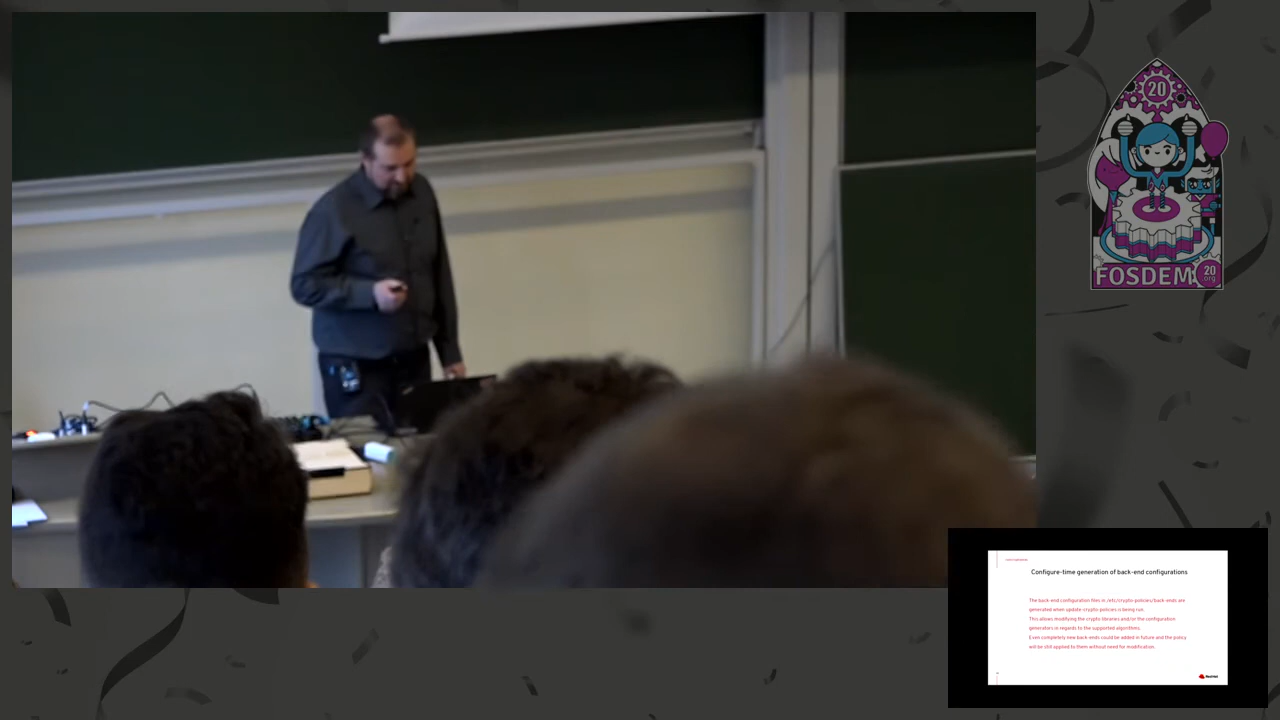 20
FOSDEM
20
.org
Configure-time generation of back-end configurations
The back-end configuration files in /etc/crypto-policies/back-ends are
generated when update-crypto-policies is being run.
This allows modifying the crypto libraries and/or the configuration
generators in regards to the supported algorithms.
Even completely new back-ends could be added in future and the policy
will be still applied to them without need for modification.
Red Hat